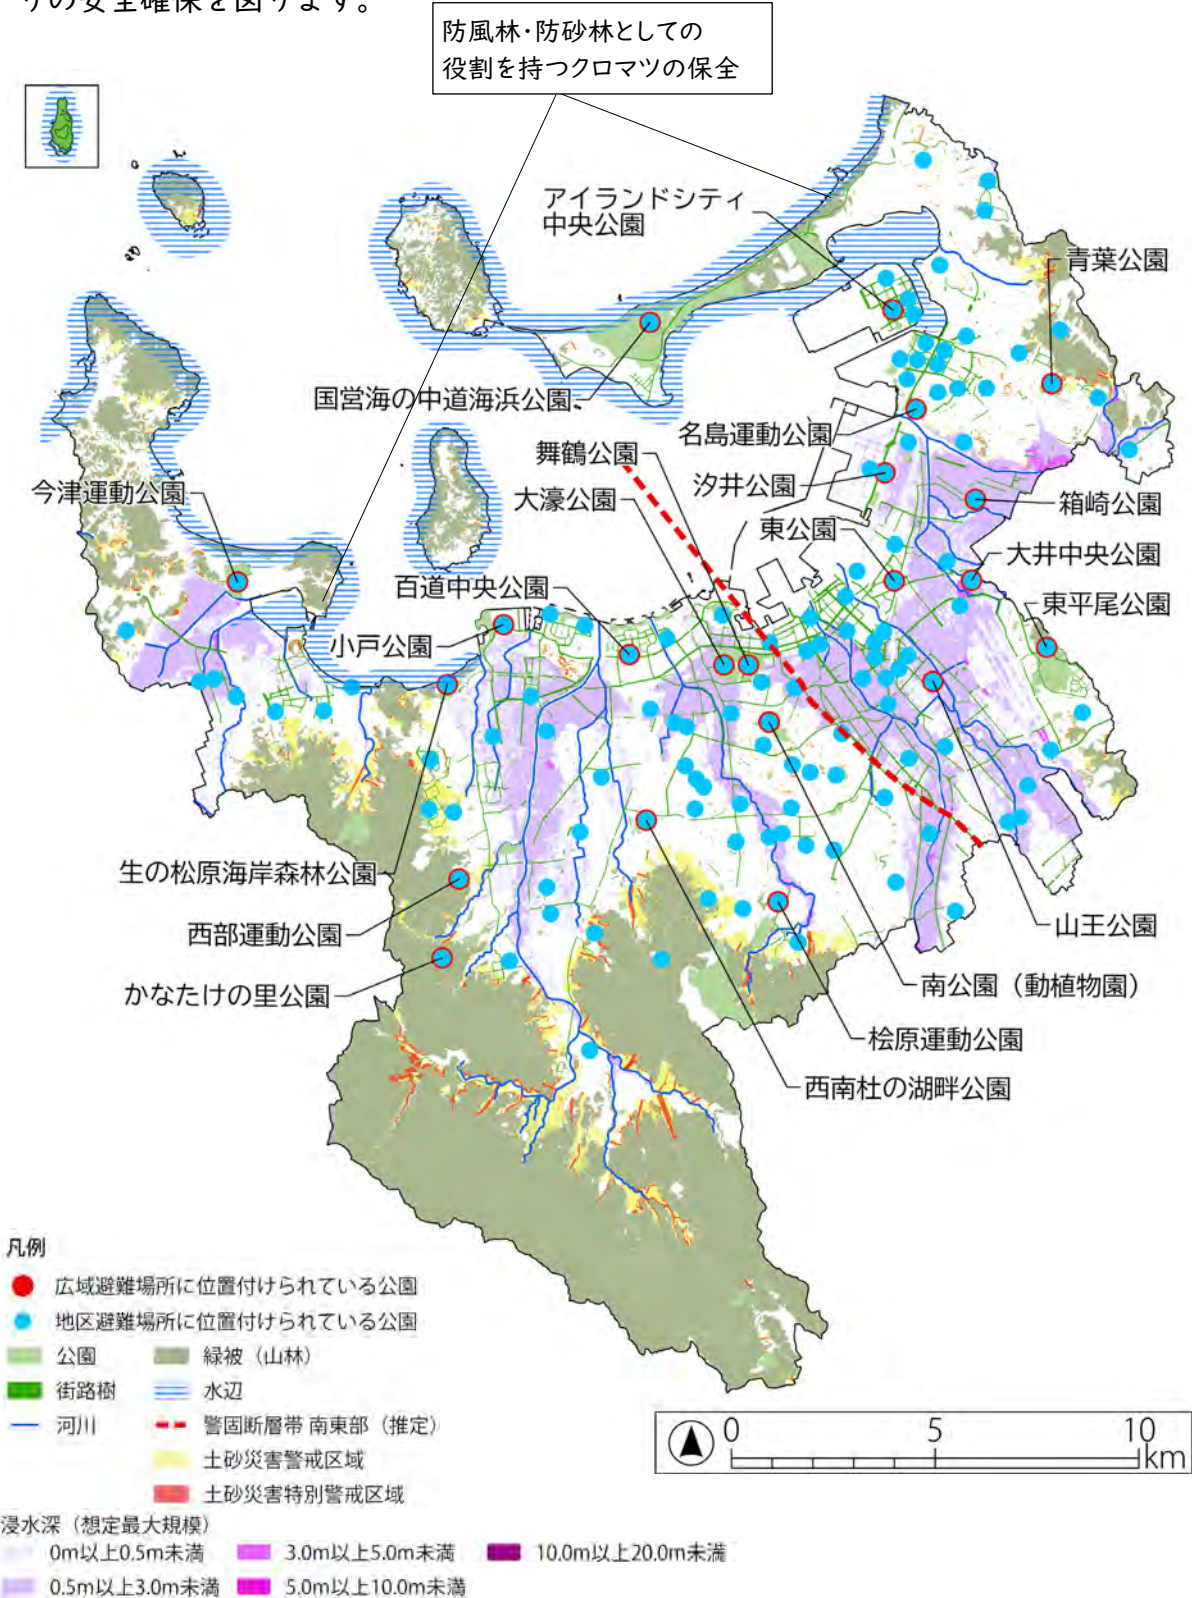 りの安全確保を図ります。
防風林・防砂林としての
役割を持つクロマツの保全
アイランドシティ
中央公園
青葉公園
国営海の中道海浜公園
名島運動公園
舞鶴公園
汐井公園
今津運動公園
大濠公園
箱崎公園
東公園
大井中央公園
百道中央公園
東平尾公園
小戸公園
生の松原海岸森林公園
西部運動公園
山王公園
かなたけの里公園
南公園（動植物園）
桧原運動公園
西南杜の湖畔公園
凡例
広域避難場所に位置付けられている公園
地区避難場所に位置付けられている公園
公園
緑被（山林）
街路樹
水辺
河川
警固断層帯 南東部（推定）
土砂災害警戒区域
土砂災害特別警戒区域
0 5 10
km
浸水深（想定最大規模）
0m以上0.5m未満 3.0m以上5.0m未満 10.0m以上20.0m未満
0.5m以上3.0m未満 5.0m以上10.0m未満